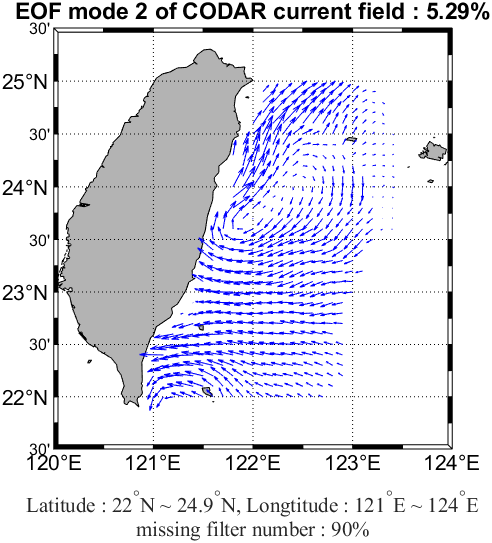 EOF mode 2 of CODAR current field : 5.29%
30'
25°N
30'
24°N
30'
23°N
30'
22°N
30'
120°E 121°E 122°E 123°E 124°E
Latitude : 22°N ~ 24.9°N, Longtitude : 121°E ~ 124°E
missing filter number : 90%